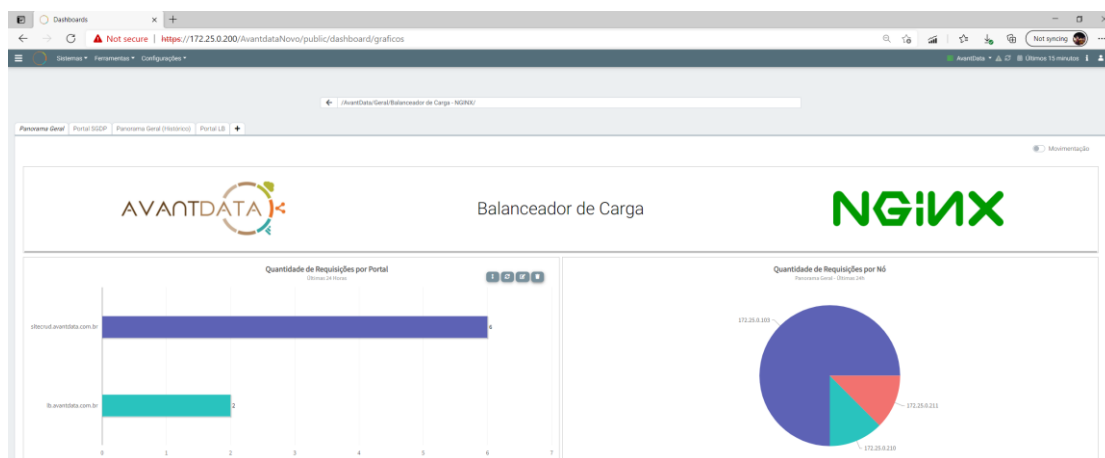 Dashboards
Not secure | https://172.25.0.200/AvantdataNovo/public/dashboard/graficos
Not syncing
Sistemas Ferramentas Configurações
AvantData
Últimos 15 minutos
/AvantData/Geral/Balanceador de Carga - NGINX/
Panorama Geral Portal SGDP Panorama Geral (Histórico) Portal LB +
Movimentação
AVANTDATA
Balanceador de Carga
NGINX
Quantidade de Requisições por Portal
Últimas 24 Horas
sitecrud.avantdata.com.br
6
lb.avantdata.com.br
2
0 1 2 3 4 5 6 7
Quantidade de Requisições por Nó
Panorama Geral - Últimas 24h
172.25.0.103
172.25.0.211
172.25.0.210